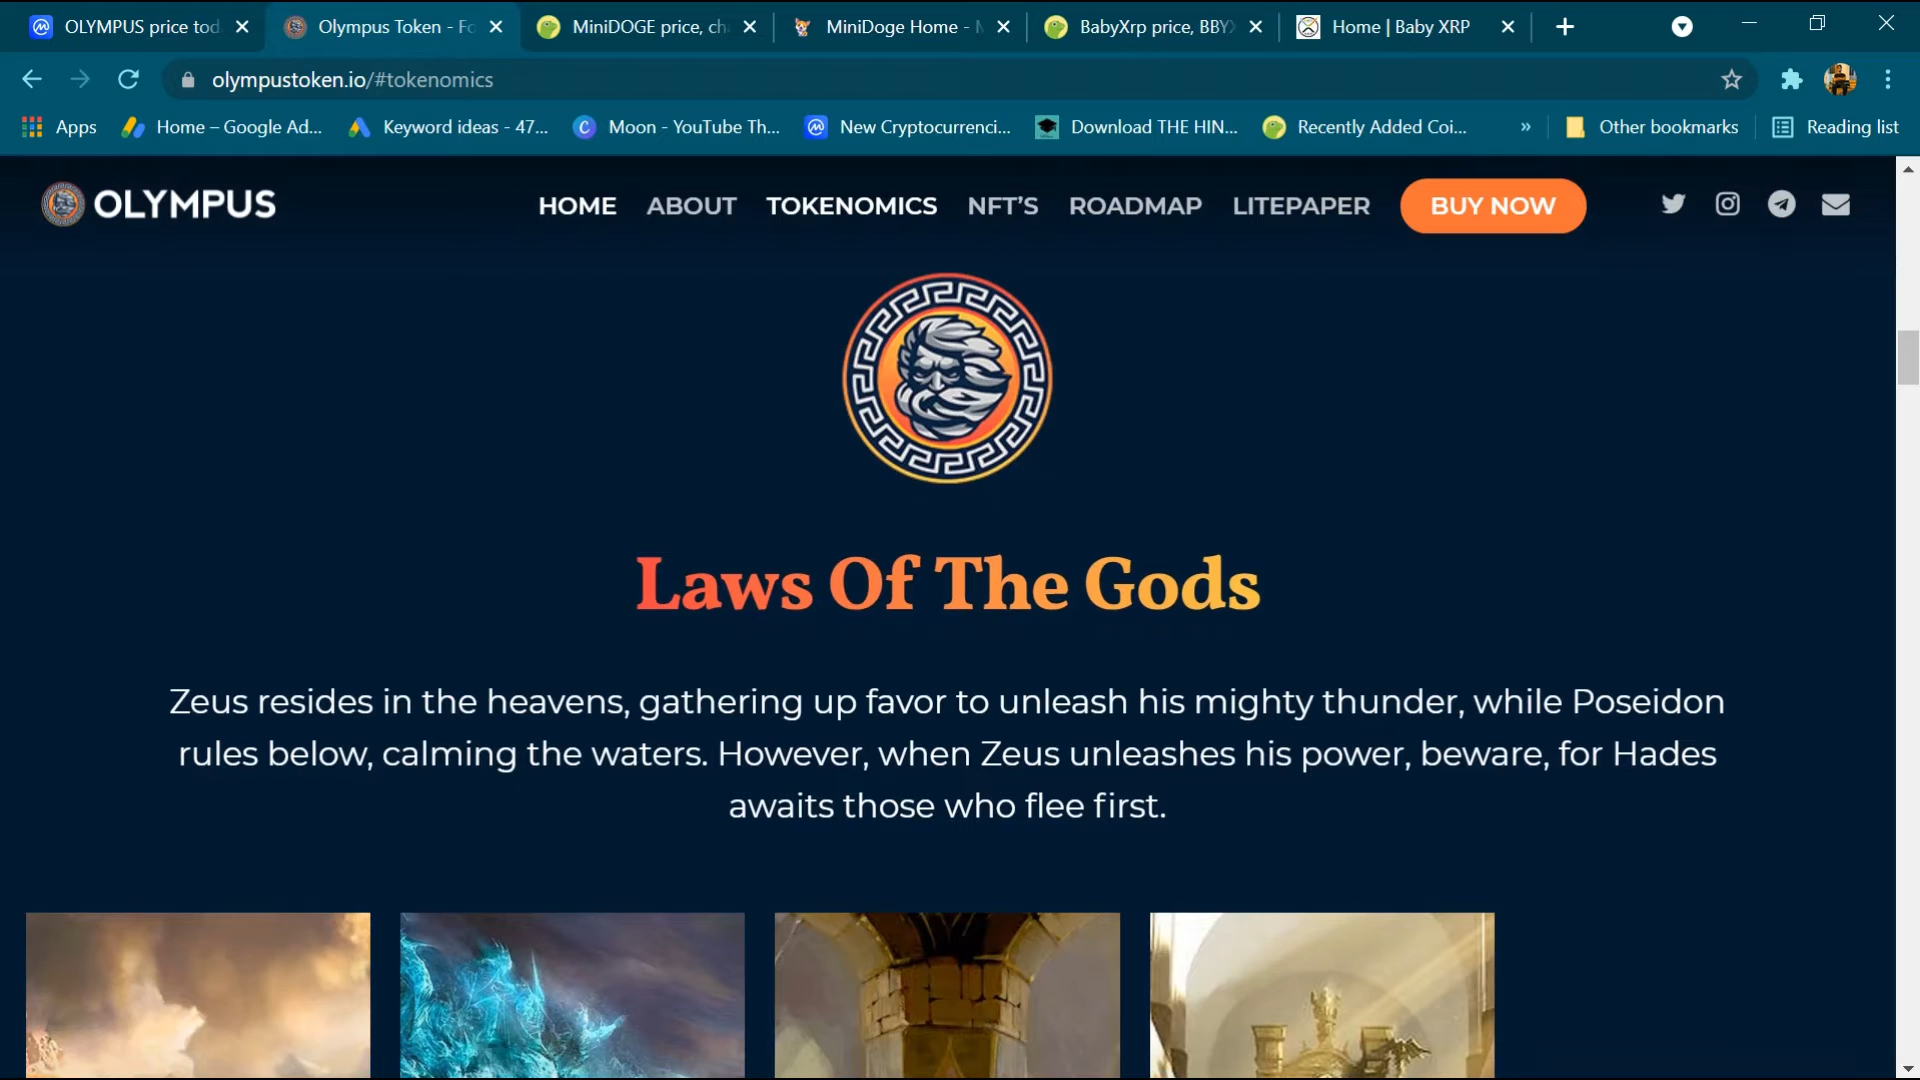 OLYMPUS price tod
Olympus Token - Fo
MiniDOGE price, ch
MiniDoge Home - M
BabyXrp price, BBYX
Home | Baby XRP
olympustoken.io/#tokenomics
Apps
Home – Google Ad...
Keyword ideas - 47...
Moon - YouTube Th...
New Cryptocurrenci...
Download THE HIN...
Recently Added Coi...
»
Other bookmarks
Reading list
OLYMPUS
HOME
ABOUT
TOKENOMICS
NFT'S
ROADMAP
LITEPAPER
BUY NOW
Laws Of The Gods
Zeus resides in the heavens, gathering up favor to unleash his mighty thunder, while Poseidon
rules below, calming the waters. However, when Zeus unleashes his power, beware, for Hades
awaits those who flee first.